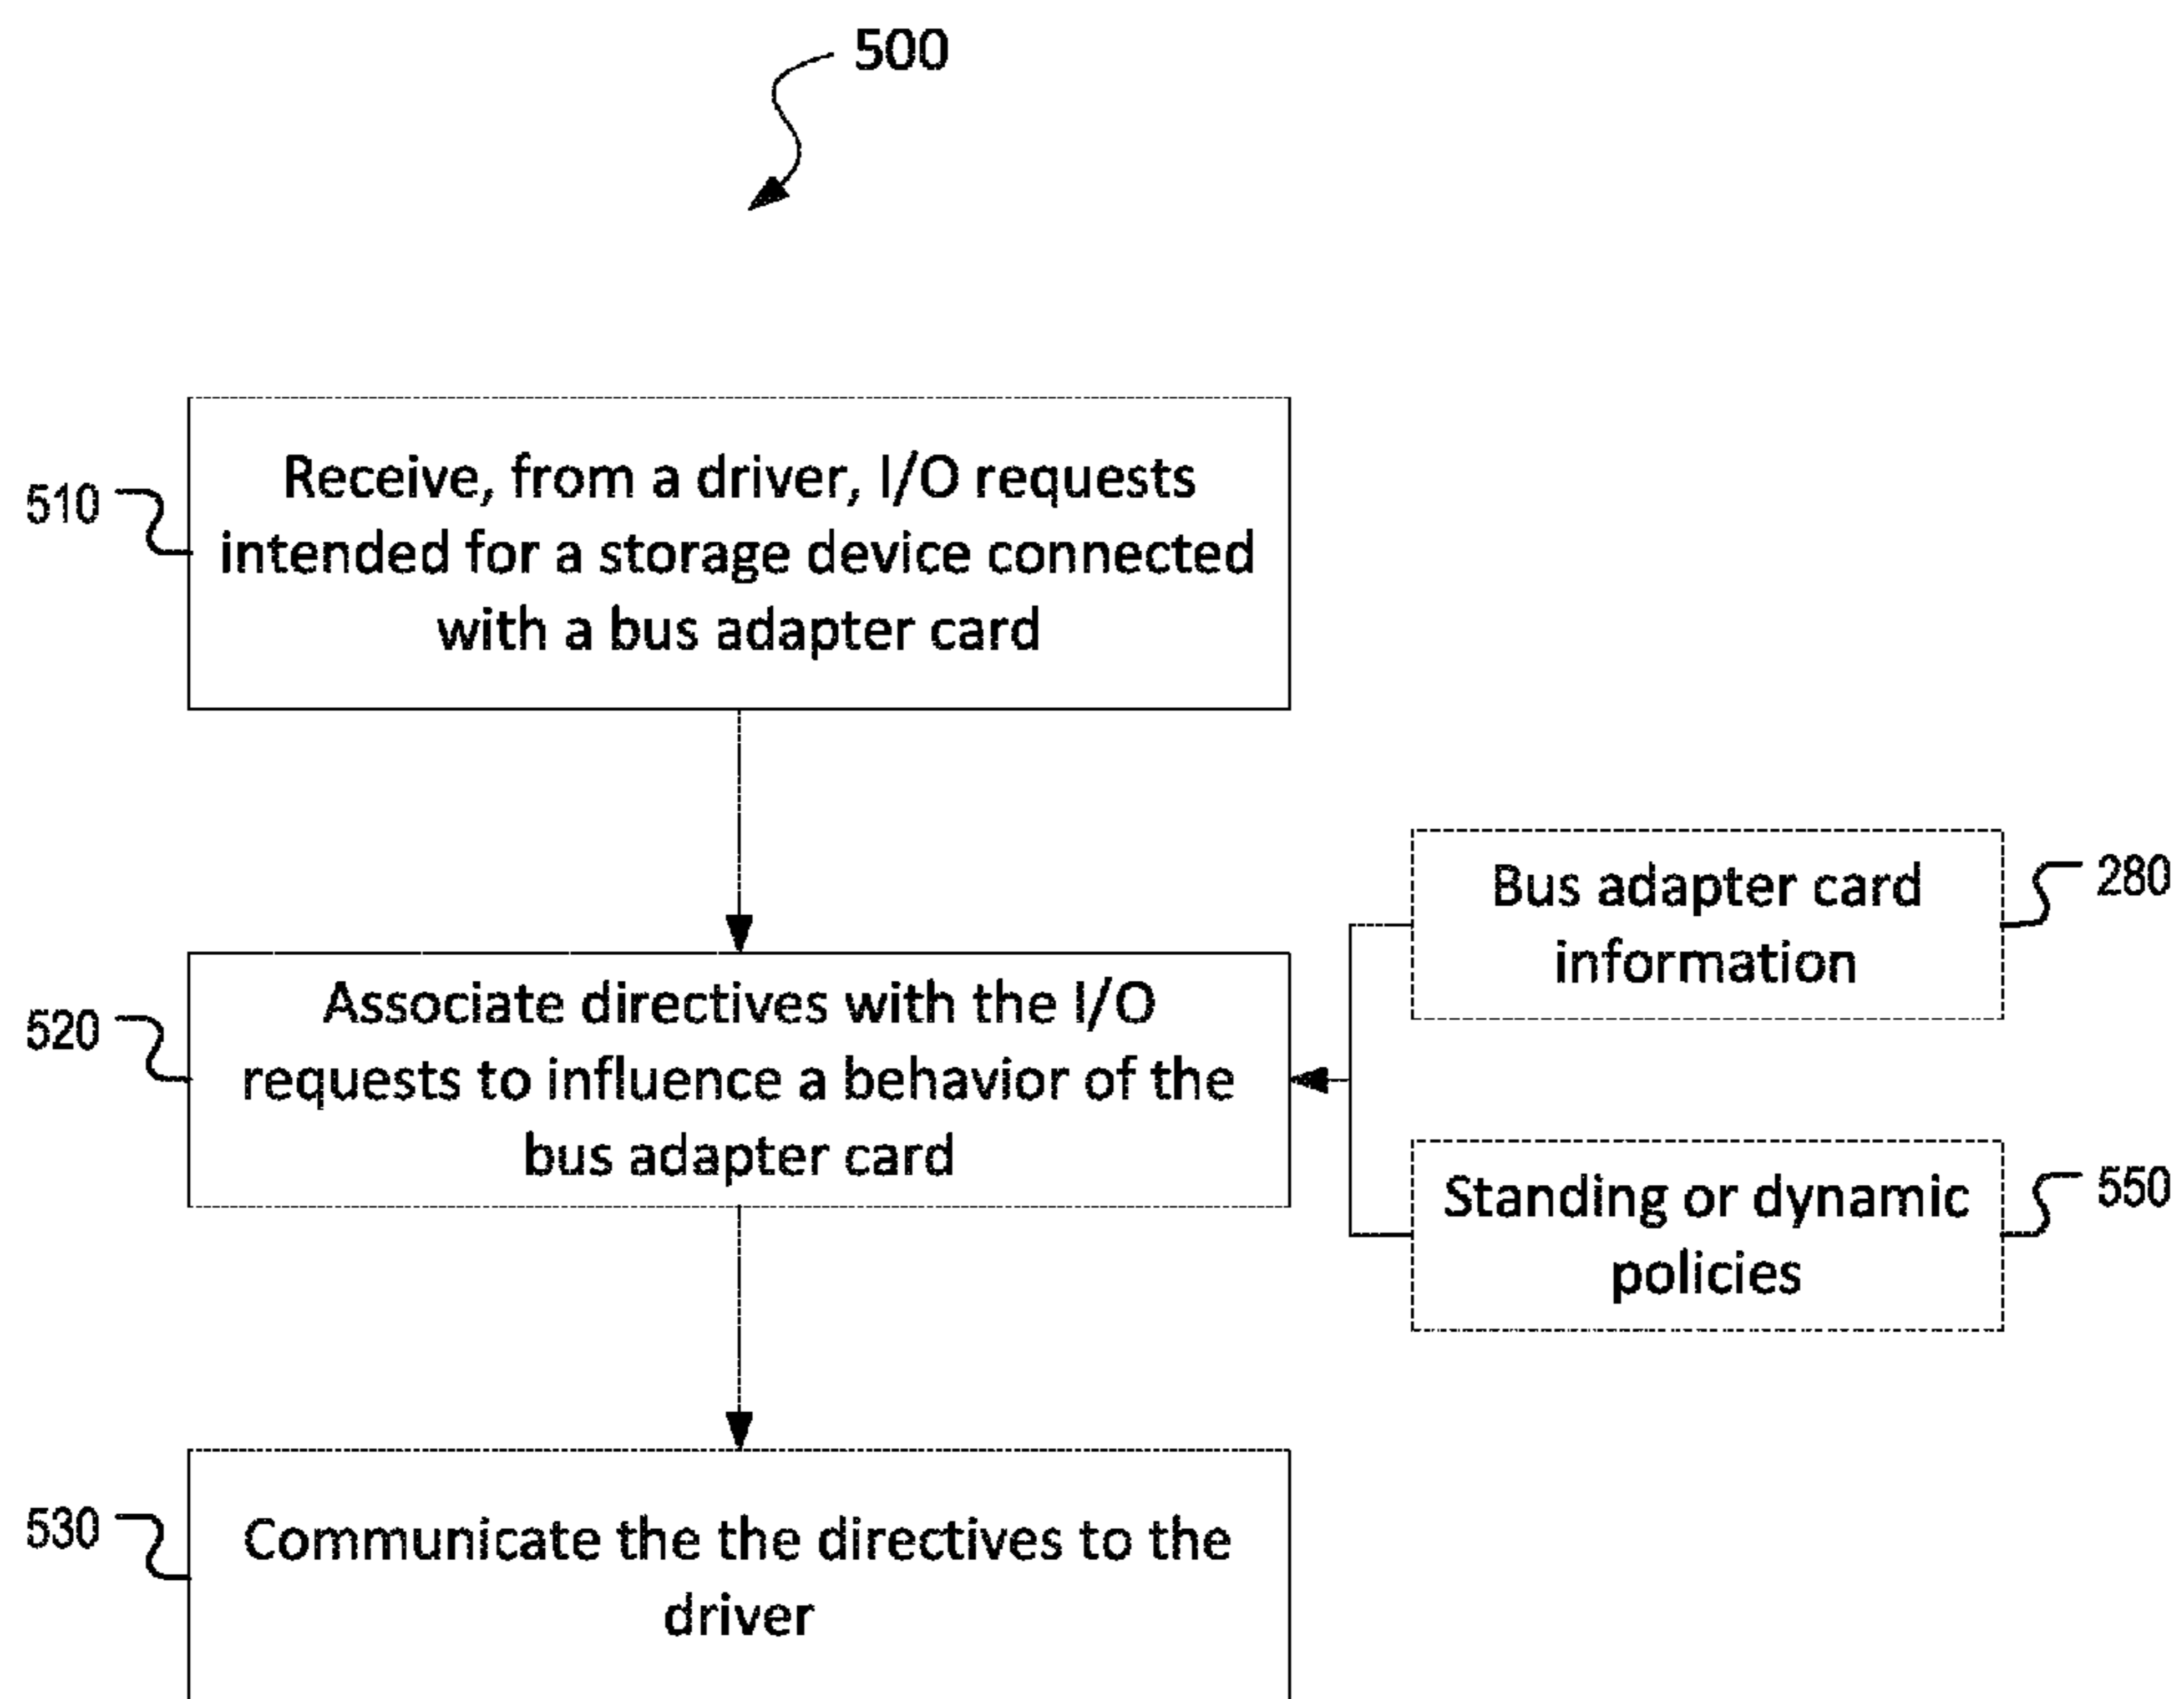 500
510
Receive, from a driver, I/O requests
intended for a storage device connected
with a bus adapter card
520
Associate directives with the I/O
requests to influence a behavior of the
bus adapter card
Bus adapter card
information
280
Standing or dynamic
policies
550
530
Communicate the the directives to the
driver